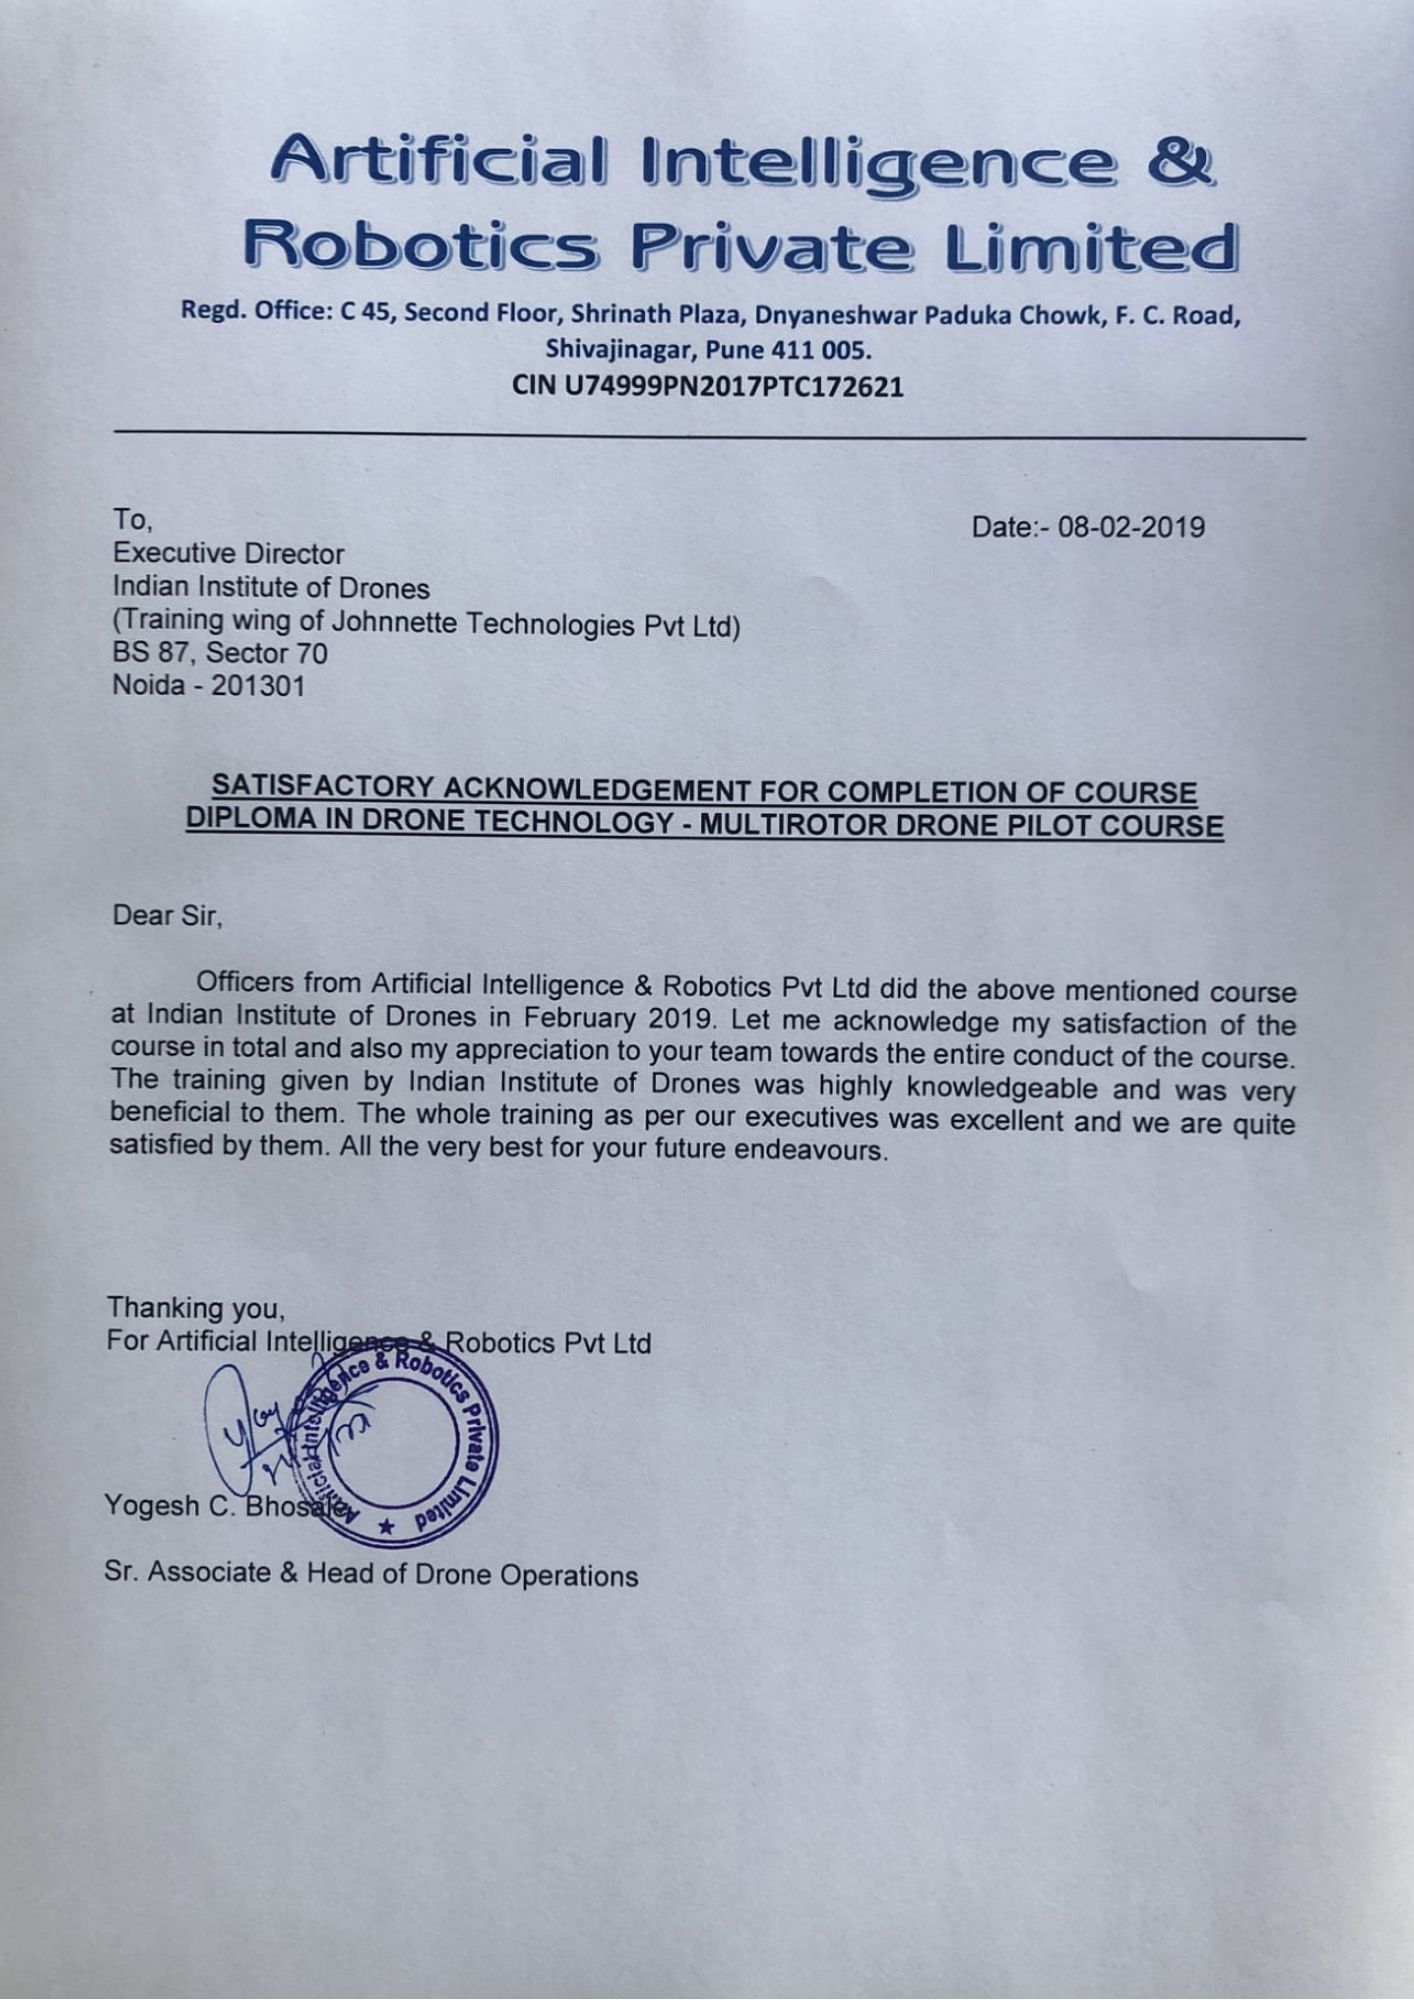 Artificial Intelligence &
Robotics Private Limited
Regd. Office: C 45, Second Floor, Shrinath Plaza, Dnyaneshwar Paduka Chowk, F. C. Road,
Shivajinagar, Pune 411 005.
CIN U74999PN2017PTC172621
To,
Date:- 08-02-2019
Executive Director
Indian Institute of Drones
(Training wing of Johnnette Technologies Pvt Ltd)
BS 87, Sector 70
Noida - 201301
SATISFACTORY ACKNOWLEDGEMENT FOR COMPLETION OF COURSE
DIPLOMA IN DRONE TECHNOLOGY - MULTIROTOR DRONE PILOT COURSE
Dear Sir,
Officers from Artificial Intelligence & Robotics Pvt Ltd did the above mentioned course
at Indian Institute of Drones in February 2019. Let me acknowledge my satisfaction of the
course in total and also my appreciation to your team towards the entire conduct of the course.
The training given by Indian Institute of Drones was highly knowledgeable and was very
beneficial to them. The whole training as per our executives was excellent and we are quite
satisfied by them. All the very best for your future endeavours.
Thanking you,
For Artificial Intelligence & Robotics Pvt Ltd
Artificial Intelligence & Robotics Private Limited
Yogesh C. Bhosale
Sr. Associate & Head of Drone Operations